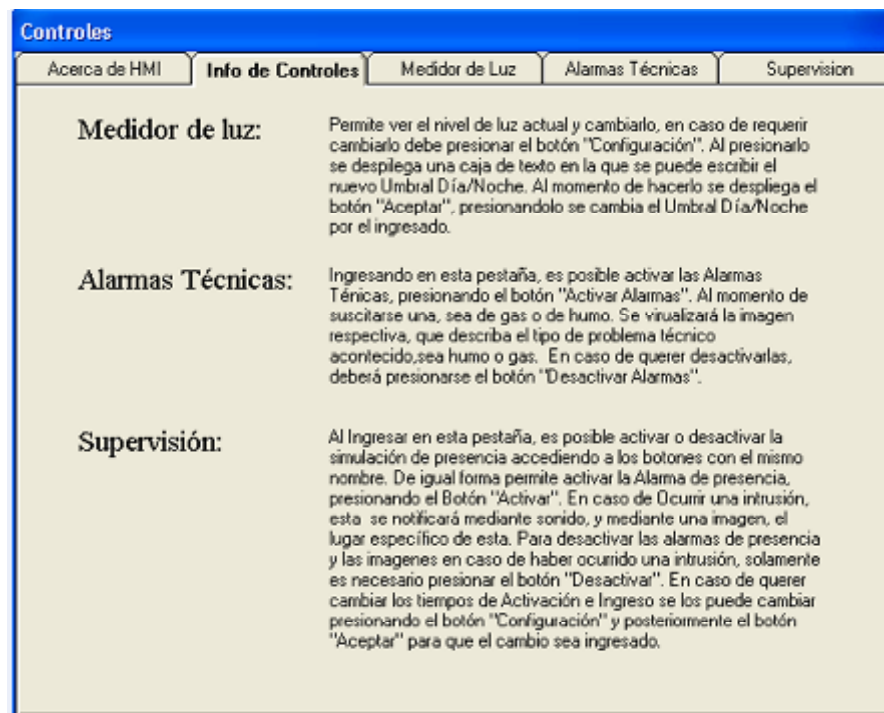 Controles
Acerca de HMI Info de Controles Medidor de Luz Alarmas Técnicas Supervision
Medidor de luz:
Permite ver el nivel de luz actual y cambiarlo, en caso de requerir
cambiarlo debe presionar el botón "Configuración". Al presionarlo
se despilega una caja de texto en la que se puede escribir el
nuevo Umbral Día/Noche. Al momento de hacerlo se despliega el
botón "Aceptar", presionandolo se cambia el Umbral Día/Noche
por el ingresado.
Alarmas Técnicas:
Ingresando en esta pestaña, es posible activar las Alarmas
Ténicas, presionando el botón "Activar Alarmas". Al momento de
suscitarse una, sea de gas o de humo. Se virualizará la imagen
respectiva, que describa el tipo de problema técnico
acontecido,sea humo o gas. En caso de querer desactivarlas,
deberá presionarse el botón "Desactivar Alarmas".
Supervisión:
Al Ingresar en esta pestaña, es posible activar o desactivar la
simulación de presencia accediendo a los botones con el mismo
nombre. De igual forma permite activar la Alarma de presencia,
presionando el Botón "Activar". En caso de Ocurrir una intrusión,
esta se notificará mediante sonido, y mediante una imagen, el
lugar específico de esta. Para desactivar las alarmas de presencia
y las imagenes en caso de haber ocurrido una intrusión, solamente
es necesario presionar el botón "Desactivar". En caso de querer
cambiar los tiempos de Activación e Ingreso se los puede cambiar
presionando el botón "Configuración" y posteriormente el botón
"Aceptar" para que el cambio sea ingresado.